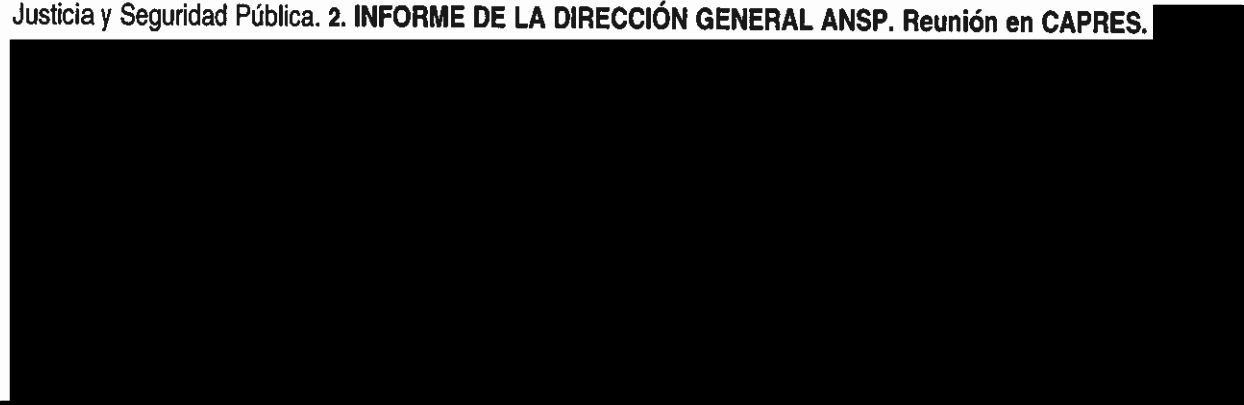 Justicia y Seguridad Pública. 2. INFORME DE LA DIRECCIÓN GENERAL ANSP. Reunión en CAPRES.